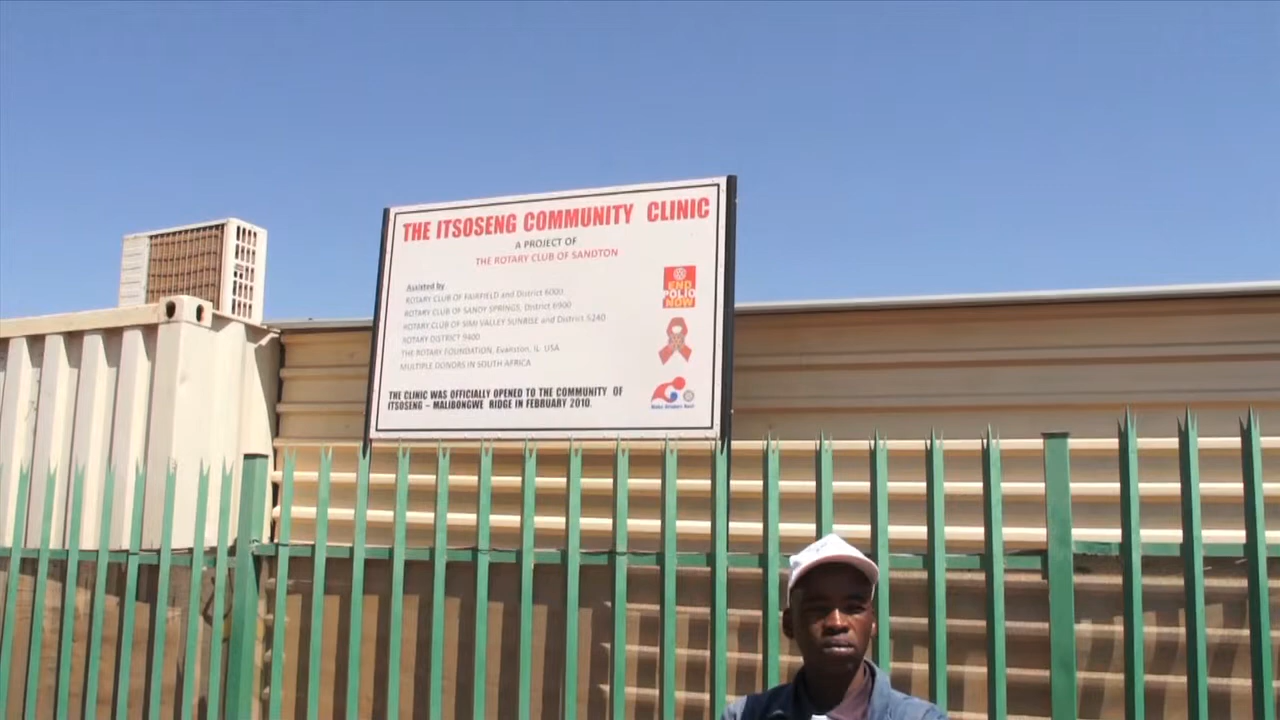 THE ITSOSENG COMMUNITY CLINIC
A PROJECT OF
THE ROTARY CLUB OF SANDTON
Assisted by
ROTARY CLUB OF FAIRFIELD and District 6000
ROTARY CLUB OF SANDY SPRINGS, District 6900
ROTARY CLUB OF SIMI VALLEY SUNRISE and District 5240
ROTARY DISTRICT 9400
THE ROTARY FOUNDATION, Evanston, IL USA
MULTIPLE DONORS IN SOUTH AFRICA
THE CLINIC WAS OFFICIALLY OPENED TO THE COMMUNITY OF
ITSOSENG – MALIBONGWE RIDGE IN FEBRUARY 2010.
END
POLIO
NOW